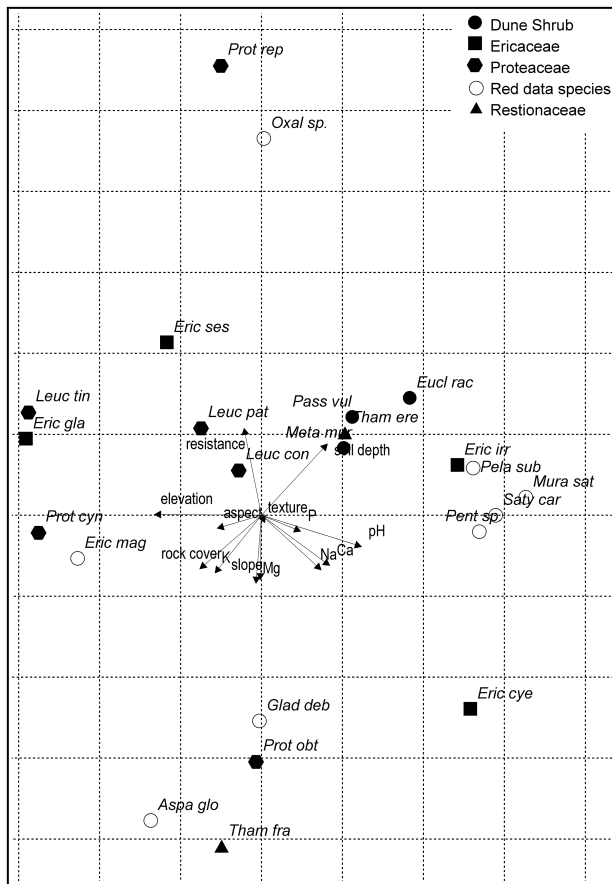 Dune Shrub
Ericaceae
Proteaceae
Red data species
Restionaceae
Prot rep
Oxal sp.
Eric ses
Eucl rac
Leuc tin
Pass vul
Leuc pat
Tham ere
Eric gla
Meta mur
resistance
soil depth
Leuc con
Eric irr
Pela sub
Mura sat
elevation
texture
Saty car
aspect
P
Pent sp.
Prot cyn
pH
Eric mag
rock cover
K
slope
Mg
Na
Ca
Eric cye
Glad deb
Prot obt
Aspa glo
Tham fra